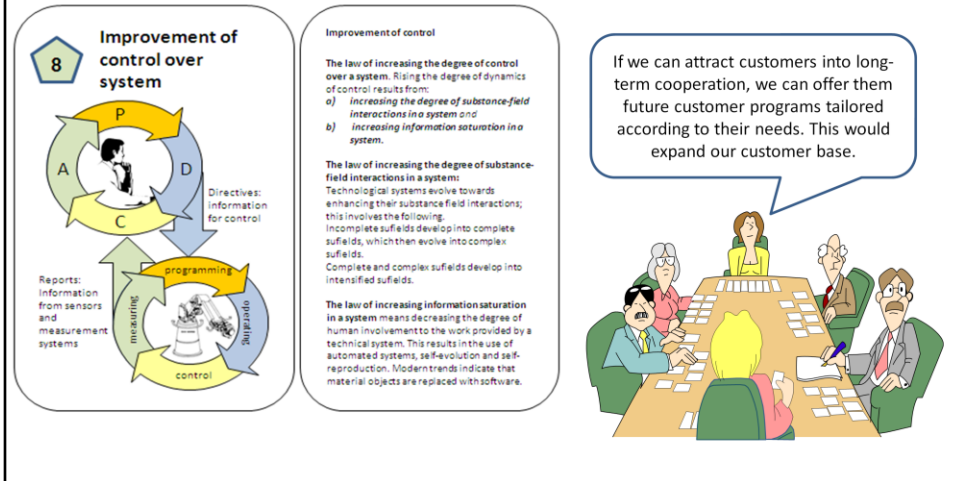 8
Improvement of
control over
system
P
A
D
C
Directives:
information
for control
Reports:
Information
from sensors
and
measurement
systems
programming
measuring
operating
control
Improvement of control
The law of increasing the degree of control
over a system. Rising the degree of dynamics
of control results from:
a) increasing the degree of substance-field
interactions in a system and
b) increasing information saturation in a
system.
The law of increasing the degree of substance-
field interactions in a system:
Technological systems evolve towards
enhancing their substance field interactions;
this involves the following.
Incomplete sufields develop into complete
sufields, which then evolve into complex
sufields.
Complete and complex sufields develop into
intensified sufields.
The law of increasing information saturation
in a system means decreasing the degree of
human involvement to the work provided by a
technical system. This results in the use of
automated systems, self-evolution and self-
reproduction. Modern trends indicate that
material objects are replaced with software.
If we can attract customers into long-
term cooperation, we can offer them
future customer programs tailored
according to their needs. This would
expand our customer base.